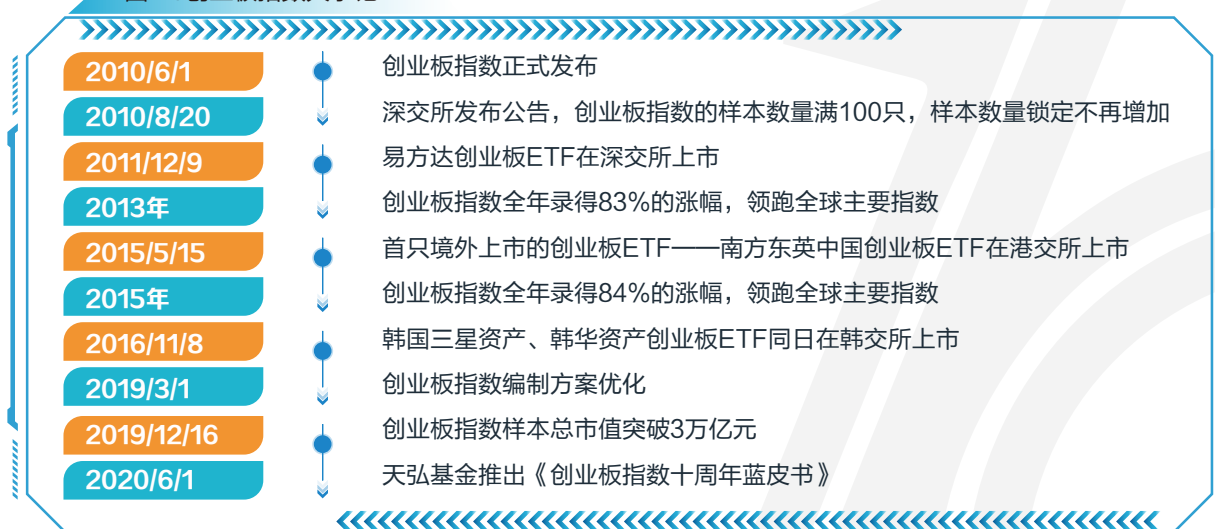 2010/6/1 创业板指数正式发布
2010/8/20 深交所发布公告，创业板指数的样本数量满100只，样本数量锁定不再增加
2011/12/9 易方达创业板ETF在深交所上市
2013年 创业板指数全年录得83%的涨幅，领跑全球主要指数
2015/5/15 首只境外上市的创业板ETF——南方东英中国创业板ETF在港交所上市
2015年 创业板指数全年录得84%的涨幅，领跑全球主要指数
2016/11/8 韩国三星资产、韩华资产创业板ETF同日在韩交所上市
2019/3/1 创业板指数编制方案优化
2019/12/16 创业板指数样本总市值突破3万亿元
2020/6/1 天弘基金推出《创业板指数十周年蓝皮书》